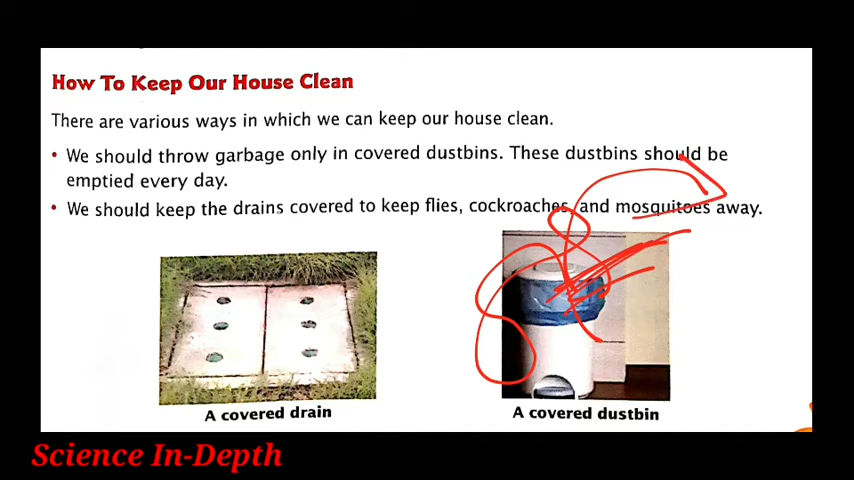 How To Keep Our House Clean
There are various ways in which we can keep our house clean.
• We should throw garbage only in covered dustbins. These dustbins should be
emptied every day.
• We should keep the drains covered to keep flies, cockroaches, and mosquitoes away.
A covered drain
A covered dustbin
Science In-Depth